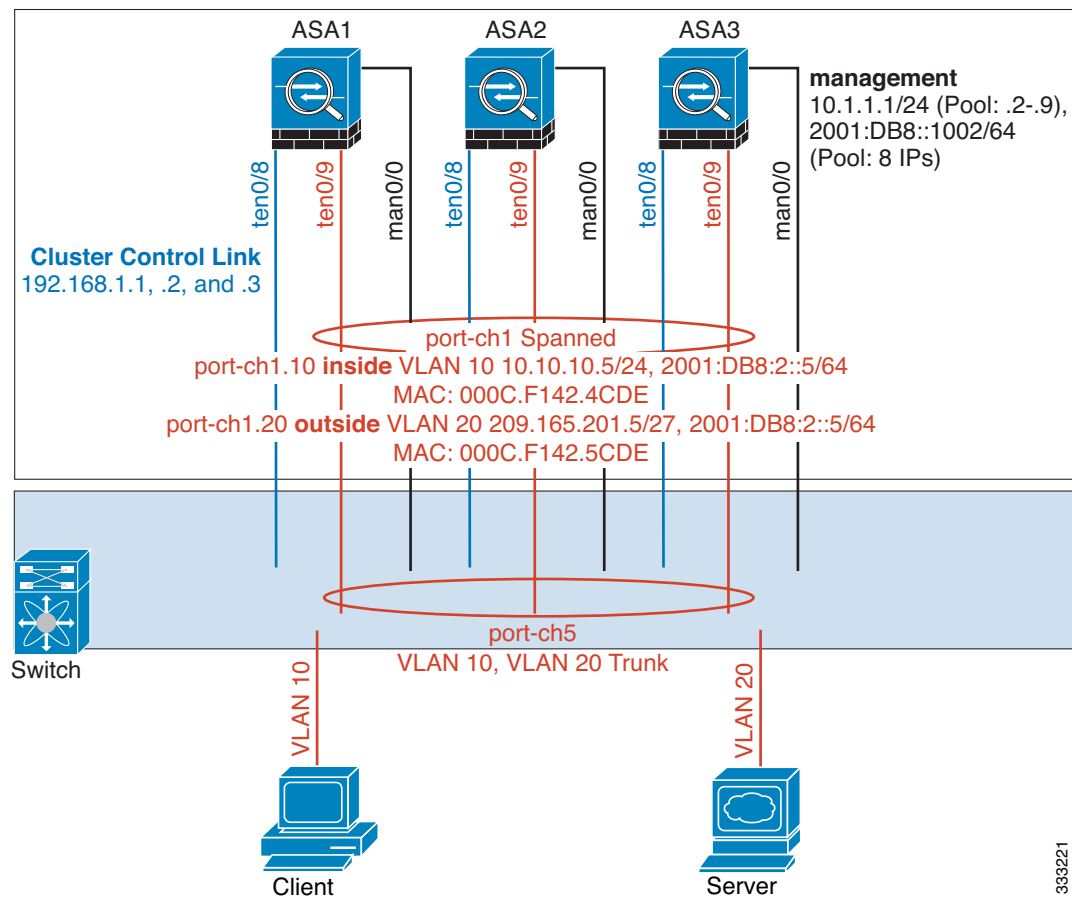 ASA1
ASA2
ASA3
management
10.1.1.1/24 (Pool: .2-.9),
2001:DB8::1002/64
(Pool: 8 IPs)
ten0/8
ten0/9
man0/0
ten0/8
ten0/9
man0/0
ten0/8
ten0/9
man0/0
Cluster Control Link
192.168.1.1, .2, and .3
port-ch1 Spanned
port-ch1.10 inside VLAN 10 10.10.10.5/24, 2001:DB8:2::5/64
MAC: 000C.F142.4CDE
port-ch1.20 outside VLAN 20 209.165.201.5/27, 2001:DB8:2::5/64
MAC: 000C.F142.5CDE
port-ch5
VLAN 10, VLAN 20 Trunk
Switch
VLAN 10
VLAN 20
Client
Server
333221